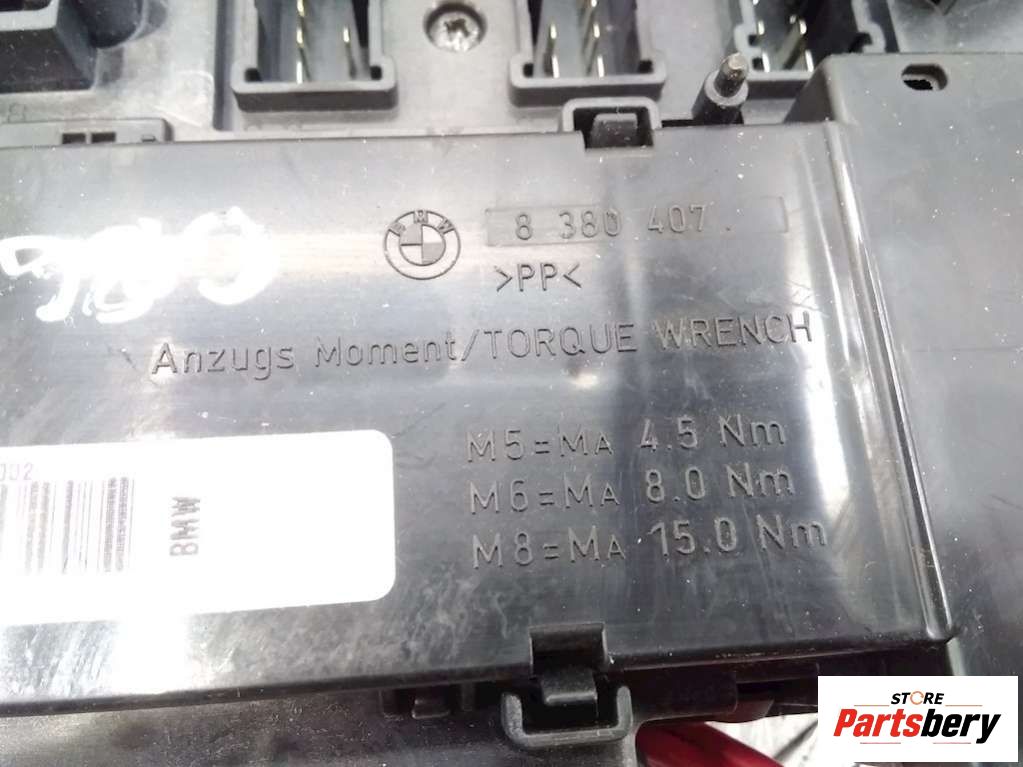 BMW
8 380 407
>PP<
Anzugs Moment/TORQUE WRENCH
M5=MA 4.5 Nm
M6=MA 8.0 Nm
M8=MA 15.0 Nm
002
BMW
STORE
Partsbery